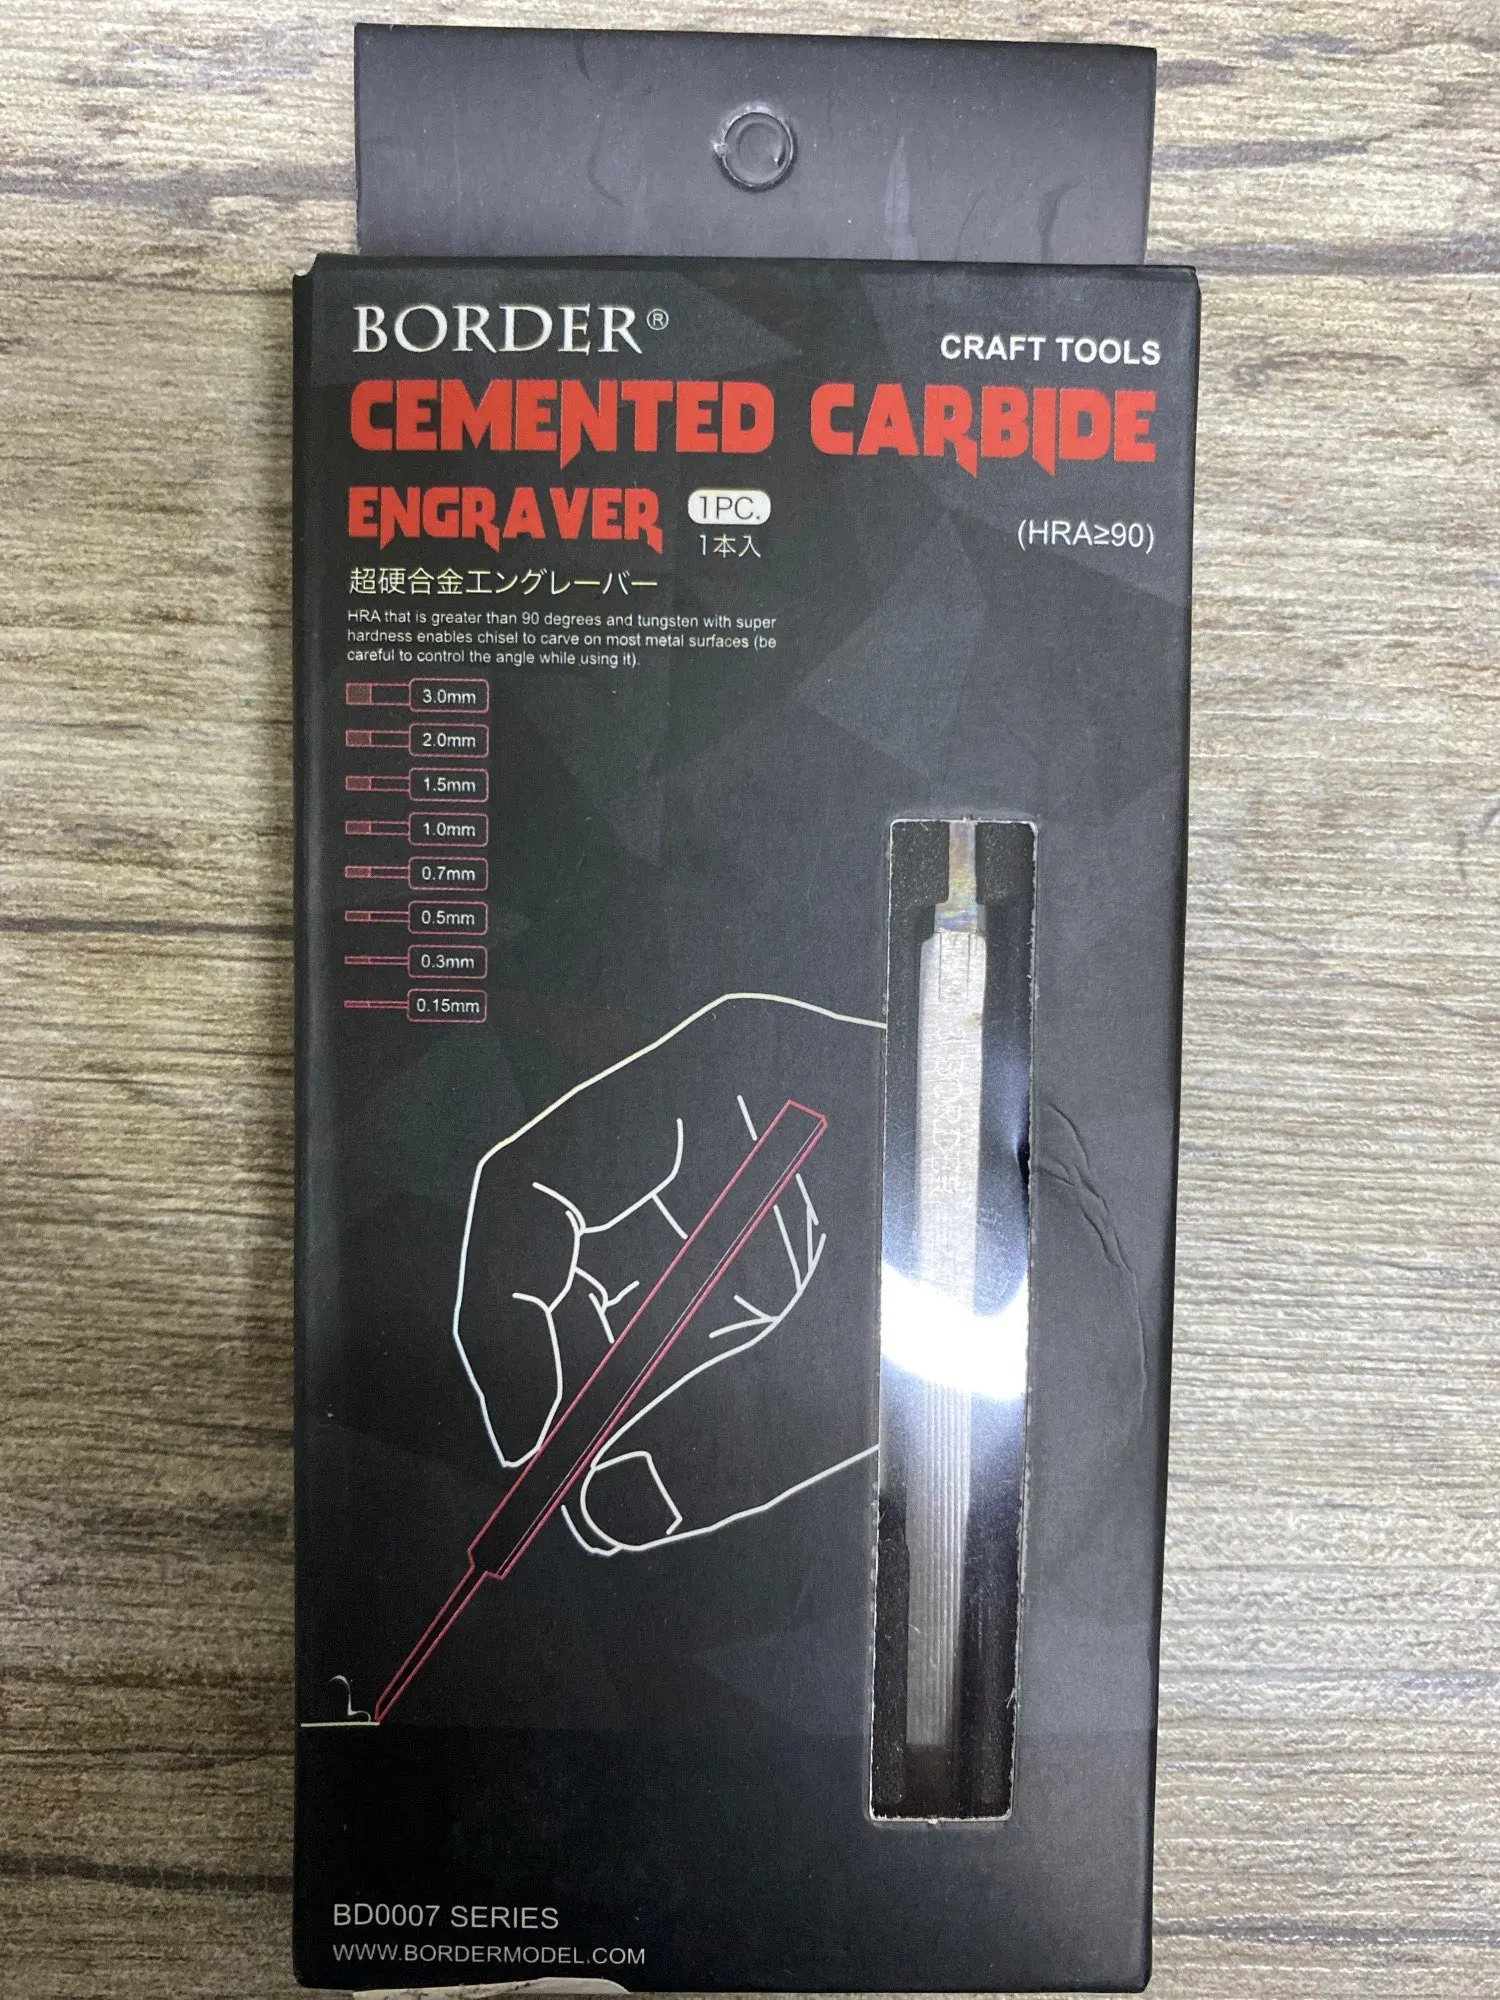 BORDER®
CRAFT TOOLS
CEMENTED CARBIDE
ENGRAVER 1PC.
1本入
(HRA≥90)
超硬合金エングレーバー
HRA that is greater than 90 degrees and tungsten with super
hardness enables chisel to carve on most metal surfaces (be
careful to control the angle while using it).
3.0mm
2.0mm
1.5mm
1.0mm
0.7mm
0.5mm
0.3mm
0.15mm
BORDER
BD0007 SERIES
WWW.BORDERMODEL.COM